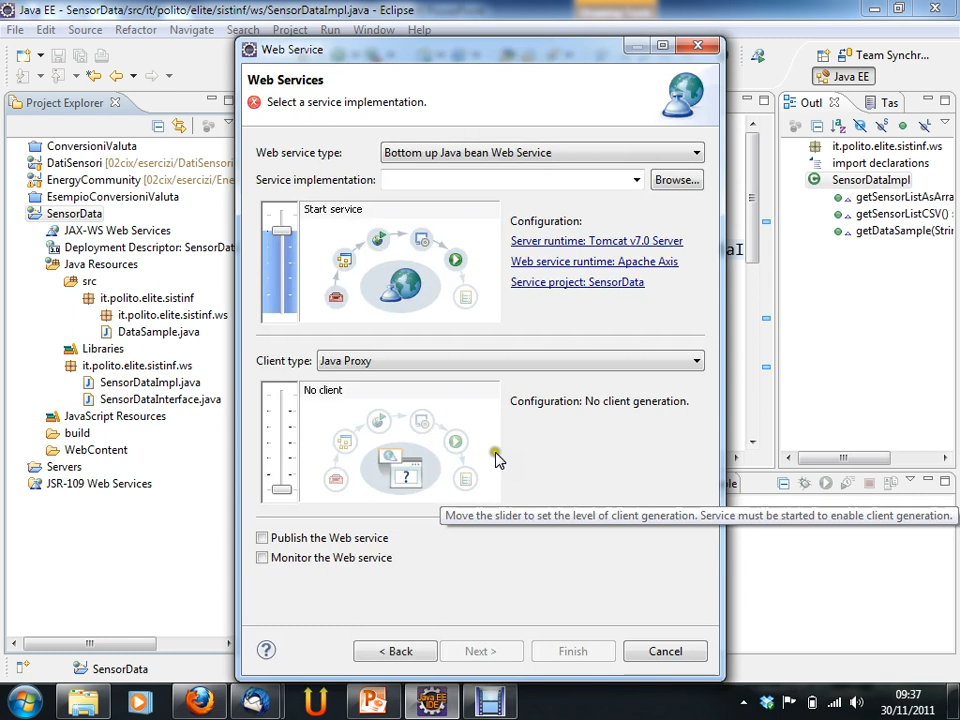 Java EE - SensorData/src/it/polito/elite/sistinf/ws/SensorDataImpl.java - Eclipse
File Edit Source Refactor Navigate Search Project Run Window Help
Team Synchr...
Java EE
Project Explorer
ConversioniValuta
DatiSensori [02cix/esercizi/DatiSensori
EnergyCommunity [02cix/esercizi/E
EsempioConversioniValuta
SensorData
JAX-WS Web Services
Deployment Descriptor: SensorDat
Java Resources
src
it.polito.elite.sistinf
it.polito.elite.sistinf.ws
DataSample.java
Libraries
it.polito.elite.sistinf.ws
SensorDataImpl.java
SensorDataInterface.java
JavaScript Resources
build
WebContent
Servers
JSR-109 Web Services
SensorData
Web Service
Web Services
Select a service implementation.
Web service type: Bottom up Java bean Web Service
Service implementation: Browse...
Start service
Configuration:
Server runtime: Tomcat v7.0 Server
Web service runtime: Apache Axis
Service project: SensorData
Client type: Java Proxy
No client
Configuration: No client generation.
?
Move the slider to set the level of client generation. Service must be started to enable client generation.
Publish the Web service
Monitor the Web service
? < Back Next > Finish Cancel
Outl Tas
it.polito.elite.sistinf.ws
import declarations
SensorDataImpl
getSensorListAsArra
getSensorListCSV() :
getDataSample(Strin
aI
le
Java EE
IDE
09:37
30/11/2011